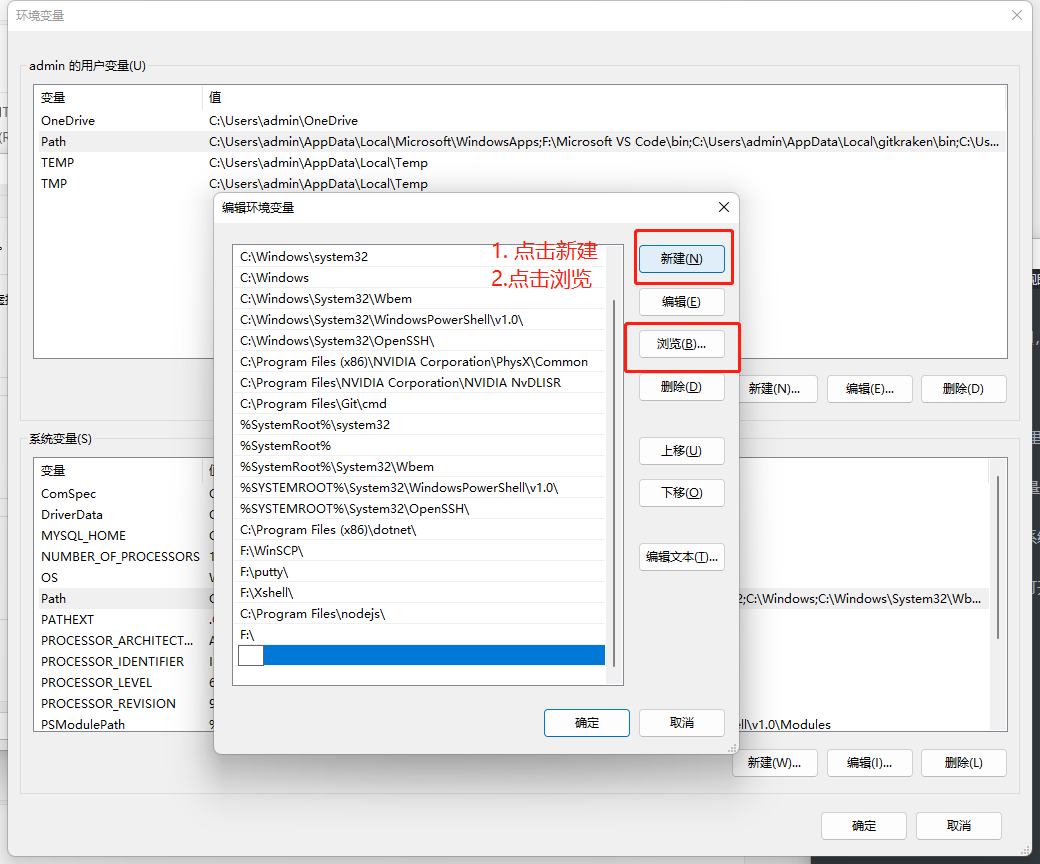 环境变量
admin 的用户变量(U)
变量 值
OneDrive C:\Users\admin\OneDrive
Path C:\Users\admin\AppData\Local\Microsoft\WindowsApps;F:\Microsoft VS Code\bin;C:\Users\admin\AppData\Local\gitkraken\bin;C:\Us...
TEMP C:\Users\admin\AppData\Local\Temp
TMP C:\Users\admin\AppData\Local\Temp
编辑环境变量
1. 点击新建
2.点击浏览
C:\Windows\system32
C:\Windows
C:\Windows\System32\Wbem
C:\Windows\System32\WindowsPowerShell\v1.0\
C:\Windows\System32\OpenSSH\
C:\Program Files (x86)\NVIDIA Corporation\PhysX\Common
C:\Program Files\NVIDIA Corporation\NVIDIA NvDLISR
C:\Program Files\Git\cmd
%SystemRoot%\system32
%SystemRoot%
%SystemRoot%\System32\Wbem
%SYSTEMROOT%\System32\WindowsPowerShell\v1.0\
%SYSTEMROOT%\System32\OpenSSH\
C:\Program Files (x86)\dotnet\
F:\WinSCP\
F:\putty\
F:\Xshell\
C:\Program Files\nodejs\
F:\
新建(N)
编辑(E)
浏览(B)...
删除(D)
上移(U)
下移(O)
编辑文本(T)...
确定 取消
新建(N)... 编辑(E)... 删除(D)
系统变量(S)
变量
ComSpec
DriverData
MYSQL_HOME
NUMBER_OF_PROCESSORS
OS
Path 2;C:\Windows;C:\Windows\System32\Wb...
PATHEXT
PROCESSOR_ARCHITECT...
PROCESSOR_IDENTIFIER
PROCESSOR_LEVEL
PROCESSOR_REVISION
PSModulePath ll\v1.0\Modules
新建(W)... 编辑(I)... 删除(L)
确定 取消